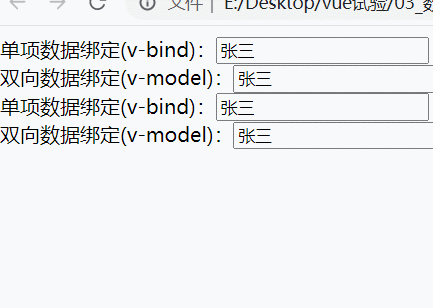 文件 | E:/Desktop/vue试验/03_
单项数据绑定(v-bind)：张三
双向数据绑定(v-model)：张三
单项数据绑定(v-bind)：张三
双向数据绑定(v-model)：张三